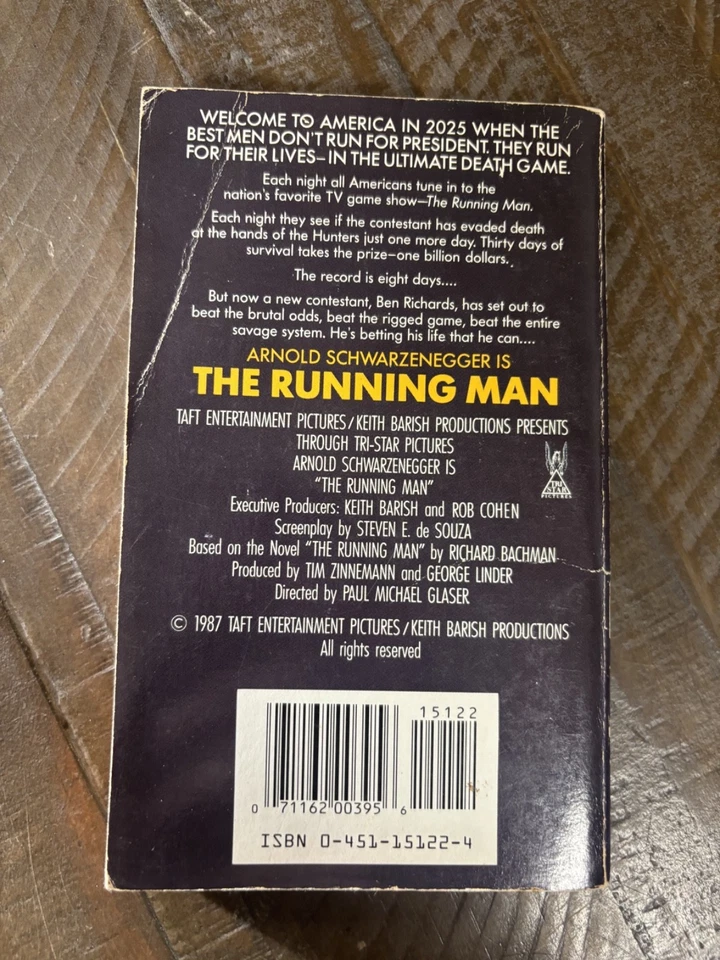 WELCOME TO AMERICA IN 2025 WHEN THE
BEST MEN DON'T RUN FOR PRESIDENT. THEY RUN
FOR THEIR LIVES—IN THE ULTIMATE DEATH GAME.
Each night all Americans tune in to the
nation's favorite TV game show—The Running Man.
Each night they see if the contestant has evaded death
at the hands of the Hunters just one more day. Thirty days of
survival takes the prize—one billion dollars.
The record is eight days....
But now a new contestant, Ben Richards, has set out to
beat the brutal odds, beat the rigged game, beat the entire
savage system. He's betting his life that he can....
ARNOLD SCHWARZENEGGER IS
THE RUNNING MAN
TAFT ENTERTAINMENT PICTURES/KEITH BARISH PRODUCTIONS PRESENTS
THROUGH TRI-STAR PICTURES
ARNOLD SCHWARZENEGGER IS
"THE RUNNING MAN"
TRI
STAR
PICTURES
Executive Producers: KEITH BARISH and ROB COHEN
Screenplay by STEVEN E. de SOUZA
Based on the Novel "THE RUNNING MAN" by RICHARD BACHMAN
Produced by TIM ZINNEMANN and GEORGE LINDER
Directed by PAUL MICHAEL GLASER
© 1987 TAFT ENTERTAINMENT PICTURES/KEITH BARISH PRODUCTIONS
All rights reserved
15122
0 71162 00395 6
ISBN 0-451-15122-4